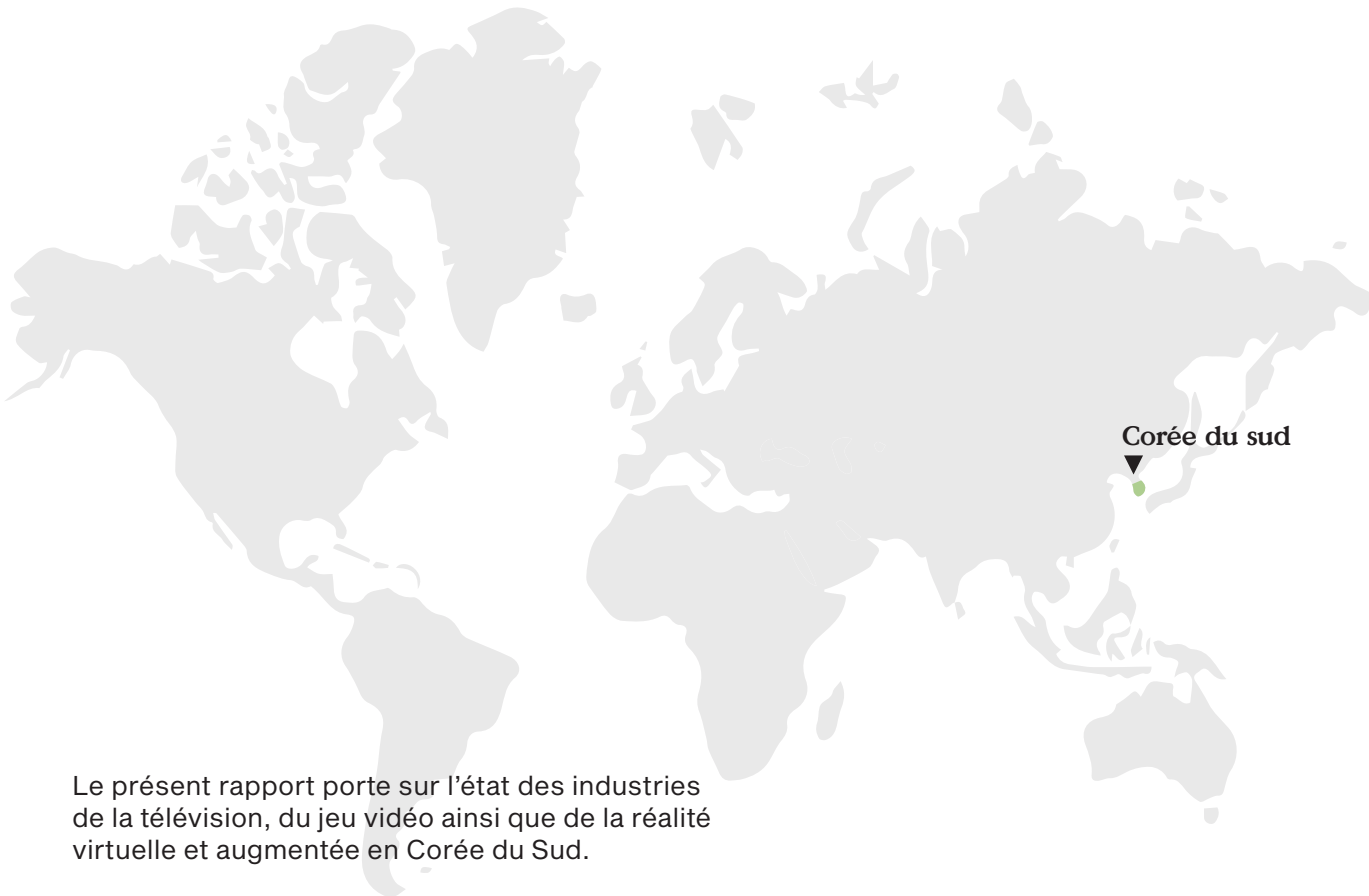 Corée du sud
Le présent rapport porte sur l’état des industries
de la télévision, du jeu vidéo ainsi que de la réalité
virtuelle et augmentée en Corée du Sud.